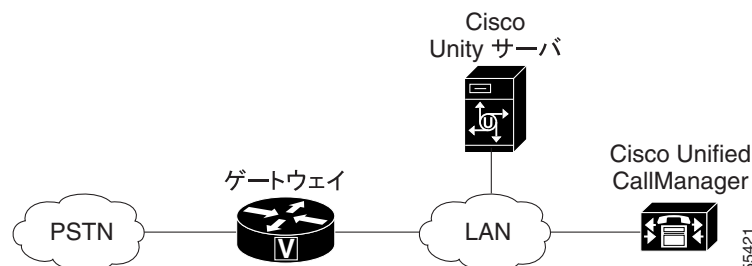 Cisco
Unity サーバ
Cisco Unified
CallManager
ゲートウェイ
PSTN
V
LAN
U